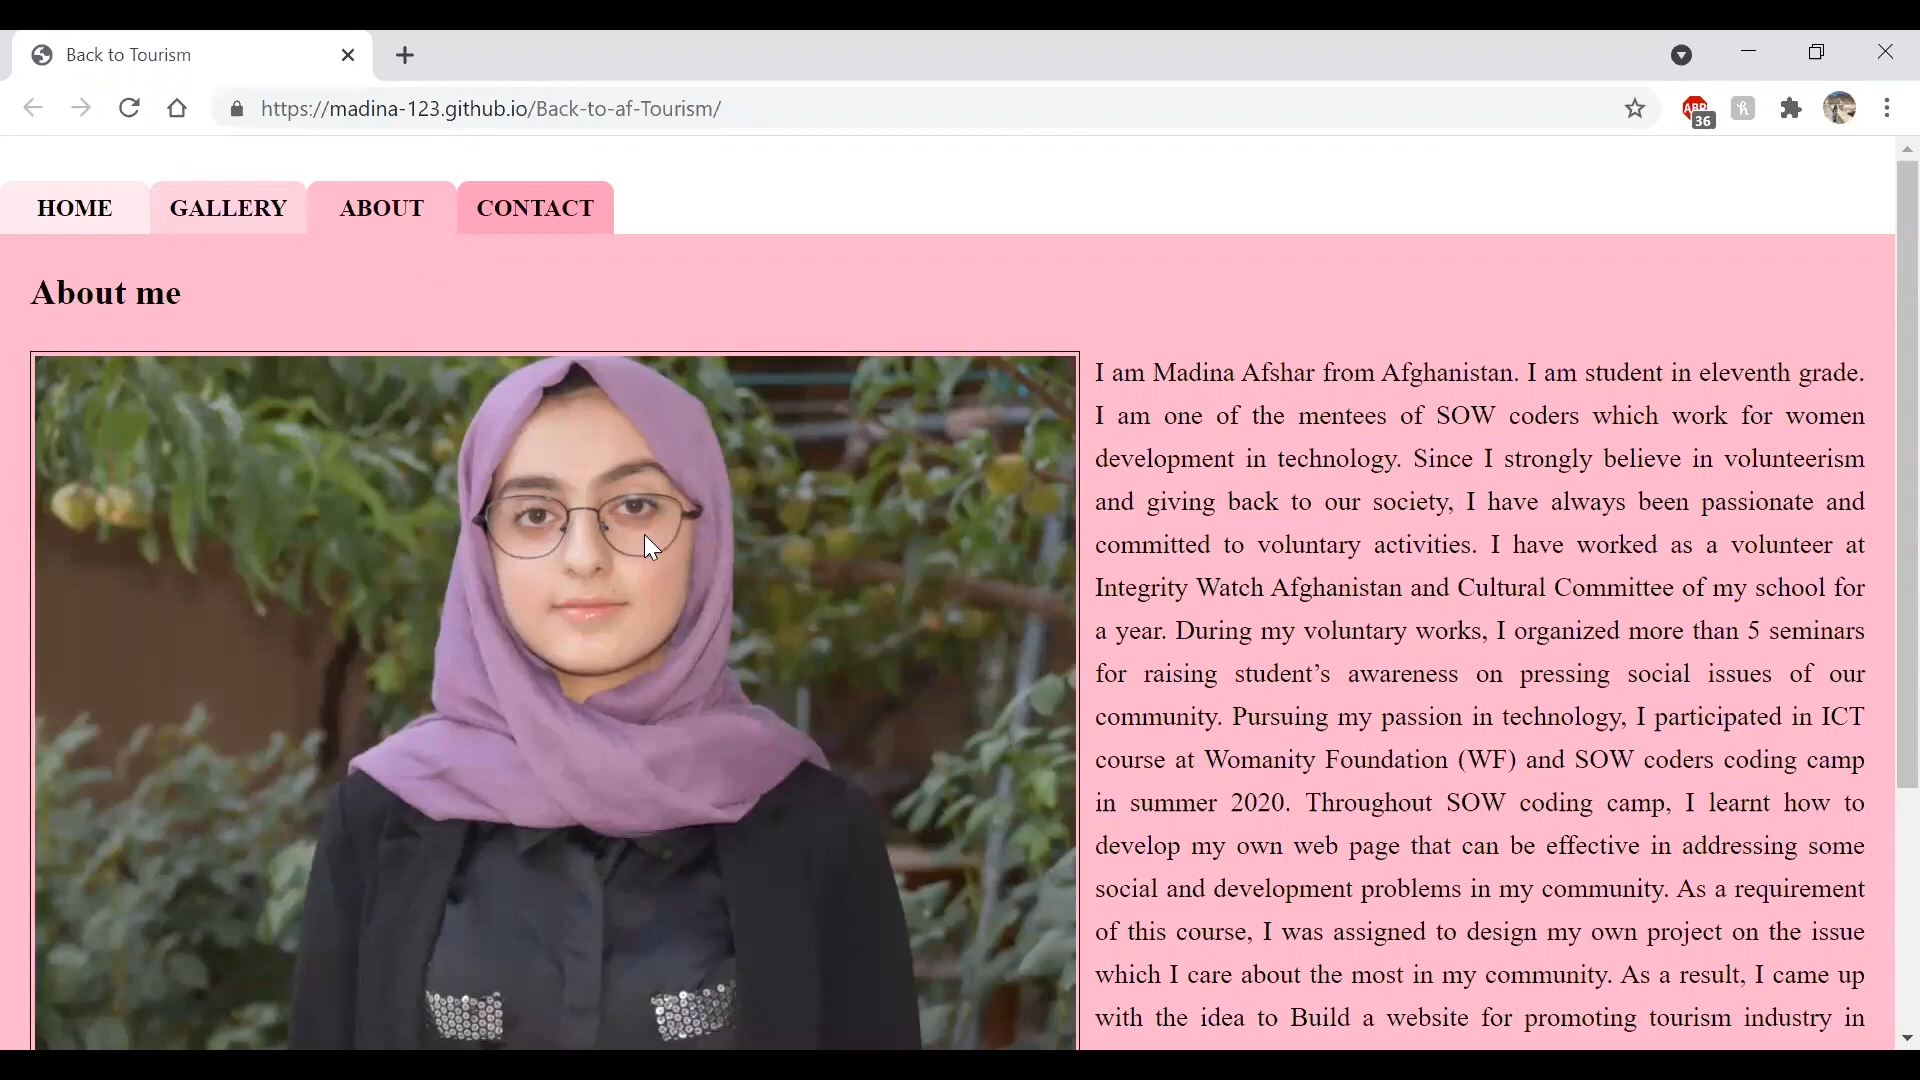 Back to Tourism
https://madina-123.github.io/Back-to-af-Tourism/
ABP
36
h
HOME
GALLERY
ABOUT
CONTACT
About me
I am Madina Afshar from Afghanistan. I am student in eleventh grade.
I am one of the mentees of SOW coders which work for women
development in technology. Since I strongly believe in volunteerism
and giving back to our society, I have always been passionate and
committed to voluntary activities. I have worked as a volunteer at
Integrity Watch Afghanistan and Cultural Committee of my school for
a year. During my voluntary works, I organized more than 5 seminars
for raising student’s awareness on pressing social issues of our
community. Pursuing my passion in technology, I participated in ICT
course at Womanity Foundation (WF) and SOW coders coding camp
in summer 2020. Throughout SOW coding camp, I learnt how to
develop my own web page that can be effective in addressing some
social and development problems in my community. As a requirement
of this course, I was assigned to design my own project on the issue
which I care about the most in my community. As a result, I came up
with the idea to Build a website for promoting tourism industry in